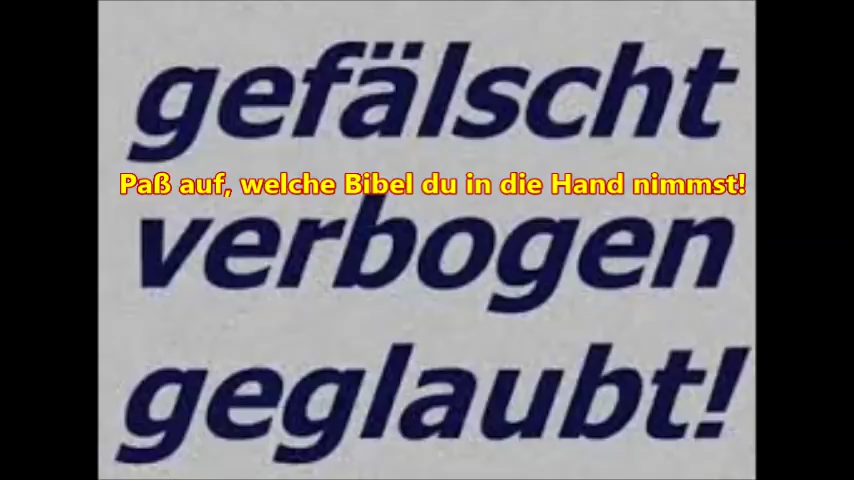 gefälscht
Paß auf, welche Bibel du in die Hand nimmst!
verbogen
geglaubt!